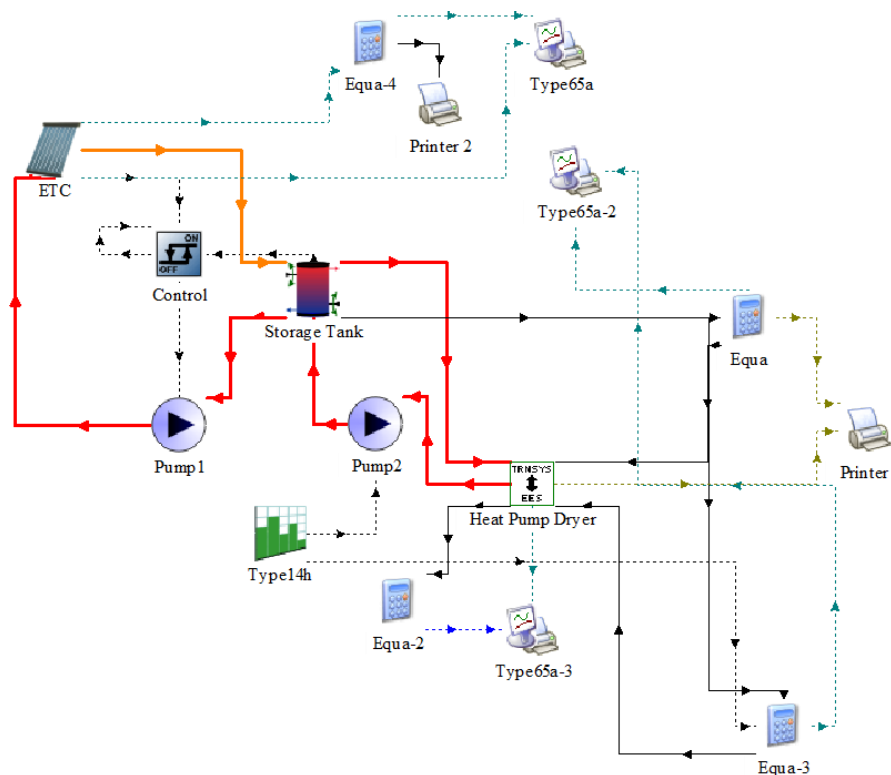 Equa-4
Type65a
Printer 2
ETC
Type65a-2
ON
OFF
Control
Storage Tank
Equa
Pump1
Pump2
Printer
TRNSYS
EES
Heat Pump Dryer
Type14h
Equa-2
Type65a-3
Equa-3